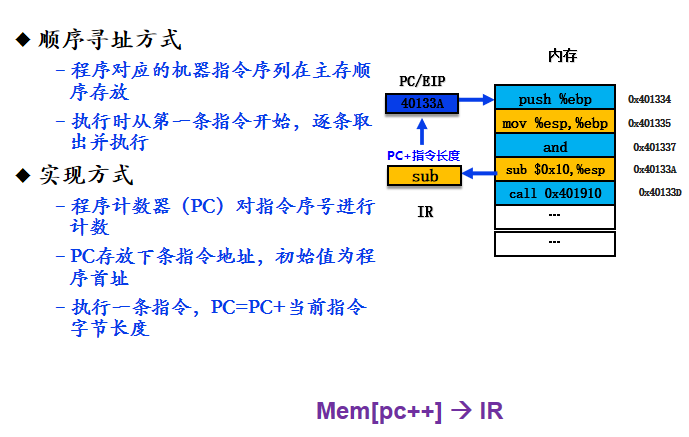 ◆ 顺序寻址方式
– 程序对应的机器指令序列在主存顺
序存放
– 执行时从第一条指令开始，逐条取
出并执行
◆ 实现方式
– 程序计数器（PC）对指令序号进行
计数
– PC存放下条指令地址，初始值为程
序首址
– 执行一条指令，PC=PC+当前指令
字节长度
内存
PC/EIP
40133A
PC+指令长度
sub
IR
push %ebp 0x401334
mov %esp,%ebp 0x401335
and 0x401337
sub $0x10,%esp 0x40133A
call 0x401910 0x40133D
...
...
Mem[pc++] → IR